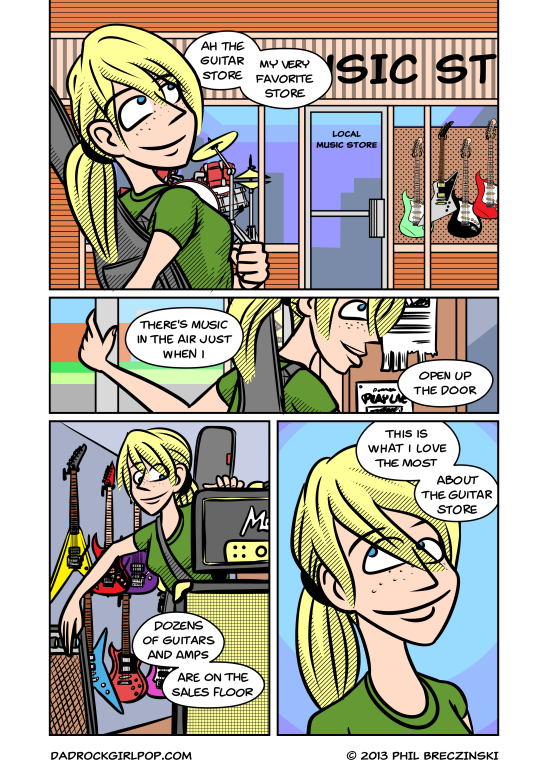 AH THE
GUITAR
STORE
MY VERY
FAVORITE
STORE
SIC ST
LOCAL
MUSIC STORE
THERE'S MUSIC
IN THE AIR JUST
WHEN I
OPEN UP
THE DOOR
DOZENS
OF GUITARS
AND AMPS
ARE ON THE
SALES FLOOR
THIS IS
WHAT I LOVE
THE MOST
ABOUT
THE GUITAR
STORE
DADROCKGIRLPOP.COM
© 2013 PHIL BRECZINSKI